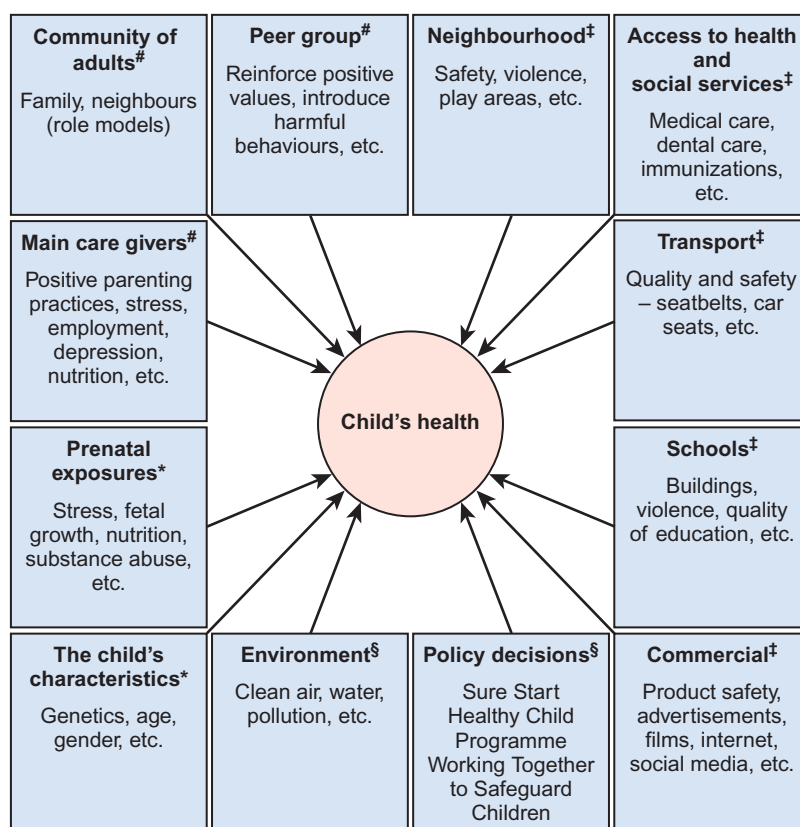 Community of
adults#
Family, neighbours
(role models)
Peer group#
Reinforce positive
values, introduce
harmful
behaviours, etc.
Neighbourhood‡
Safety, violence,
play areas, etc.
Access to health
and
social services‡
Medical care,
dental care,
immunizations,
etc.
Main care givers#
Positive parenting
practices, stress,
employment,
depression,
nutrition, etc.
Transport‡
Quality and safety
– seatbelts, car
seats, etc.
Child's health
Prenatal
exposures*
Stress, fetal
growth, nutrition,
substance abuse,
etc.
Schools‡
Buildings,
violence, quality
of education, etc.
The child's
characteristics*
Genetics, age,
gender, etc.
Environment§
Clean air, water,
pollution, etc.
Policy decisions§
Sure Start
Healthy Child
Programme
Working Together
to Safeguard
Children
Commercial‡
Product safety,
advertisements,
films, internet,
social media, etc.